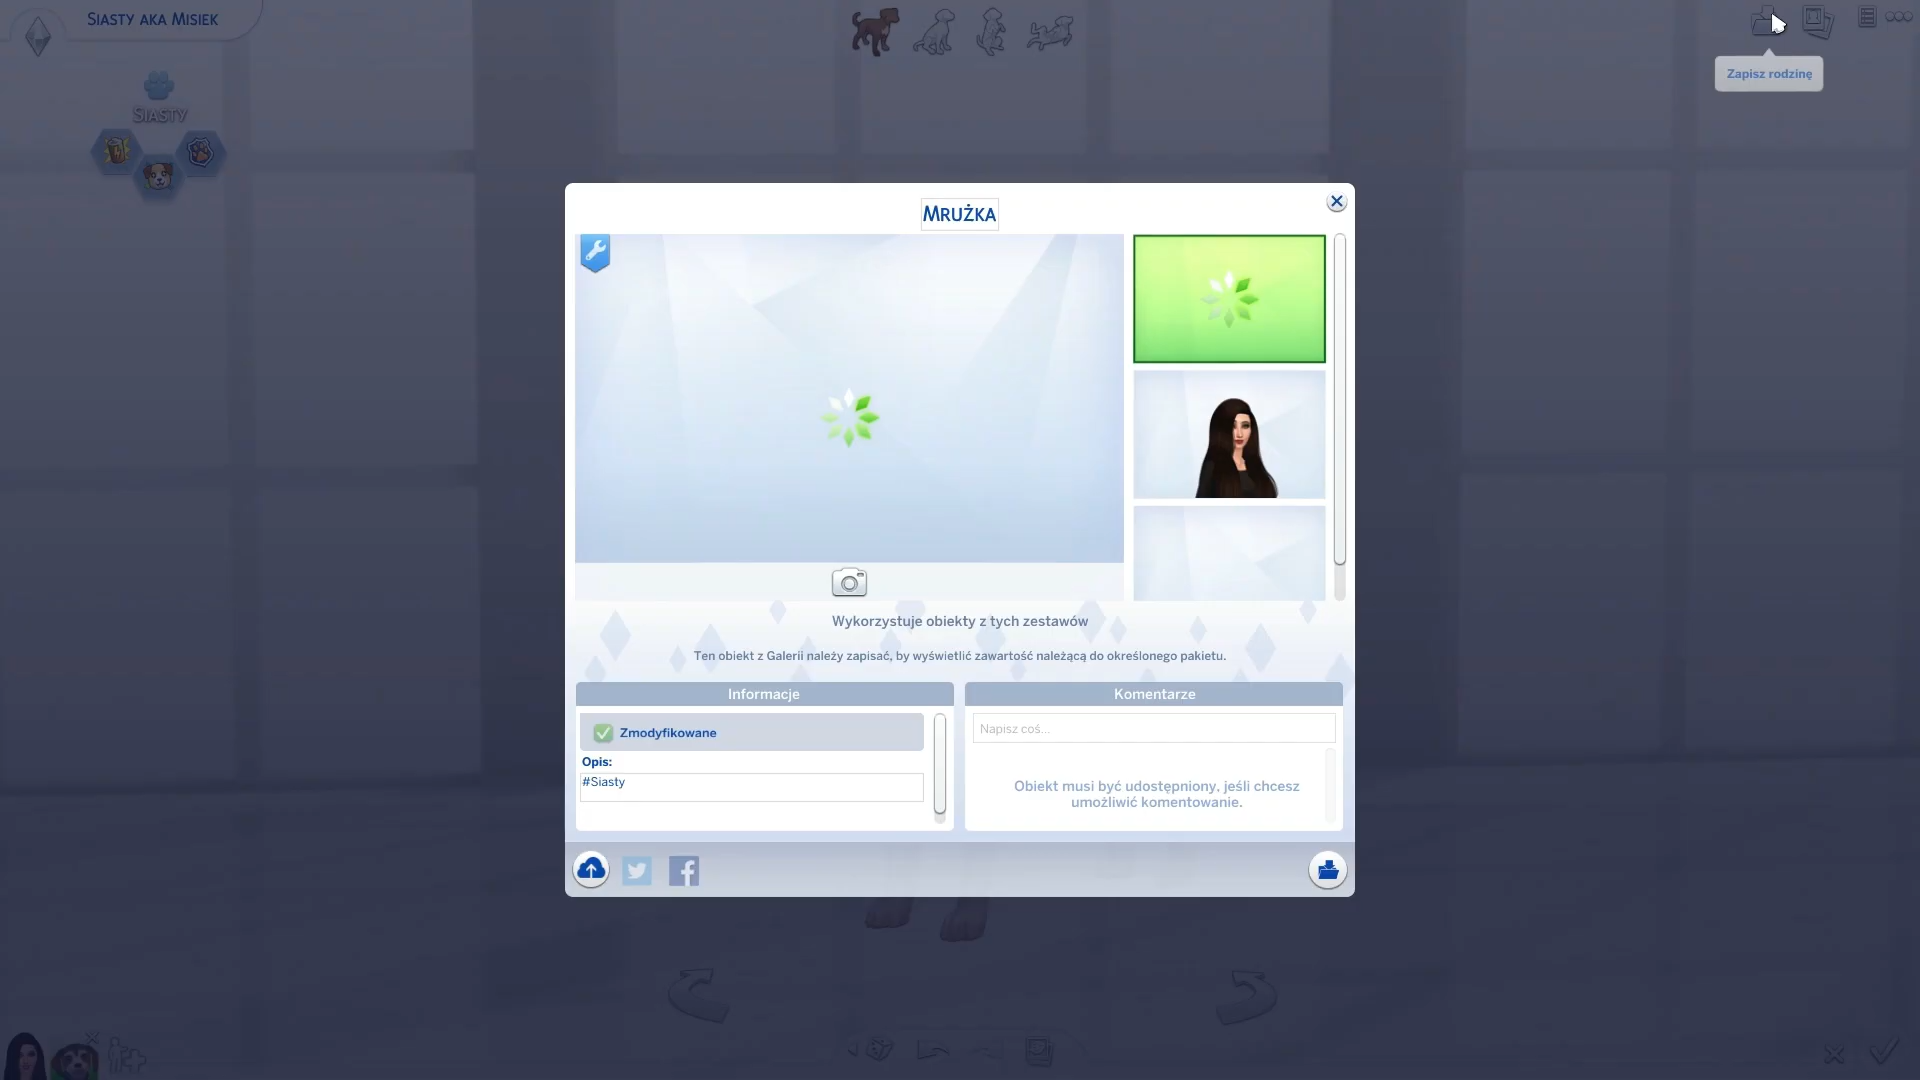 Siasty aka Misiek
Zapisz rodzinę
Siasty
Mrużka
Wykorzystuje obiekty z tych zestawów
Ten obiekt z Galerii należy zapisać, by wyświetlić zawartość należącą do określonego pakietu.
Informacje
Zmodyfikowane
Opis:
#Siasty
Komentarze
Napisz coś...
Obiekt musi być udostępniony, jeśli chcesz
umożliwić komentowanie.